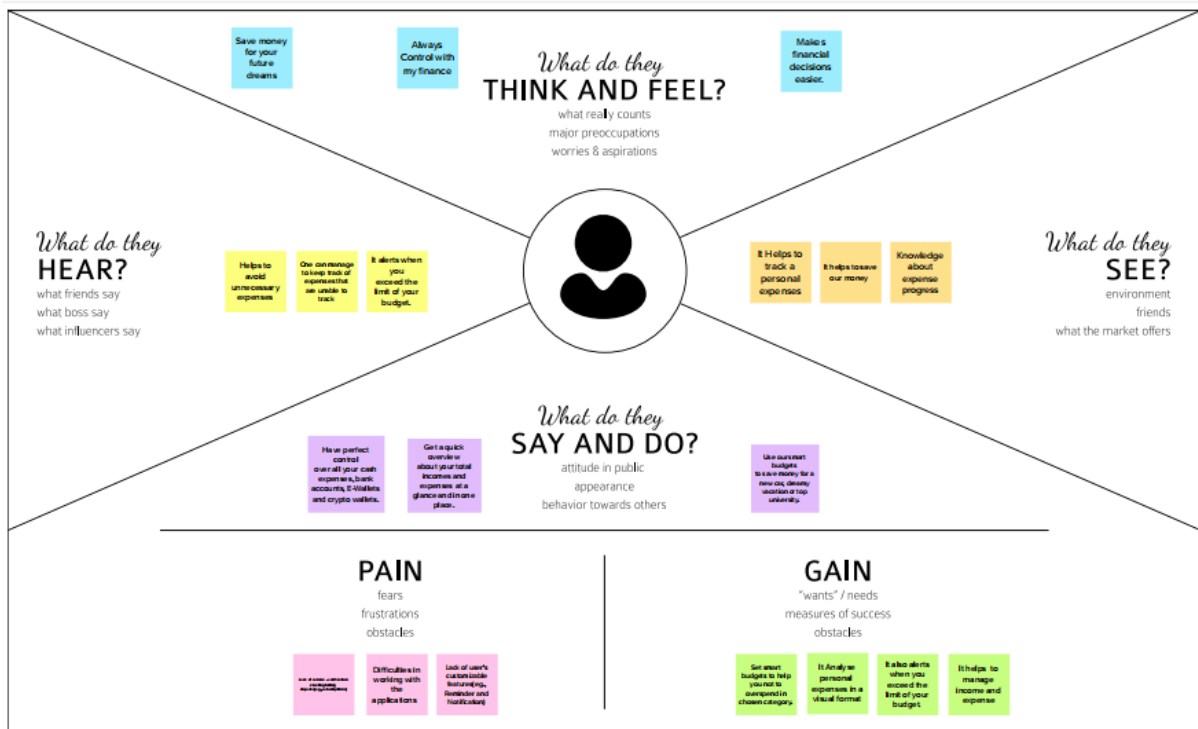 Save money
for your
future
dreams
Always
Control with
my finance
What do they
THINK AND FEEL?
what really counts
major preoccupations
worries & aspirations
Makes
financial
decisions
easier.
What do they
HEAR?
what friends say
what boss say
what influencers say
Helps to
avoid
unnecessary
expenses
One can manage
to keep track of
expenses that
are unable to
track
It alerts when
you
exceed the
limit of your
budget.
It Helps to
track a
personal
expenses
It helps to save
our money
Knowledge
about
expense
progress
What do they
SEE?
environment
friends
what the market offers
What do they
SAY AND DO?
attitude in public
appearance
behavior towards others
Have perfect
control
over all your cash
expenses, bank
accounts, E-Wallets
and crypto wallets.
Get a quick
overview
about your total
incomes and
expenses at a
glance and in one
place.
Use our smart
budgets
to save money for a
new car, dreamy
vacation or top
university.
PAIN
fears
frustrations
obstacles
Difficulties in
working with
the
applications
Lack of user's
customizable
features(eg.,
Reminder and
Notification)
GAIN
"wants" / needs
measures of success
obstacles
Set smart
budgets to help
you not to
overspend in
chosen category.
It Analyse
personal
expenses in a
visual format
It also alerts
when you
exceed the
limit of your
budget.
It helps to
manage
income and
expense